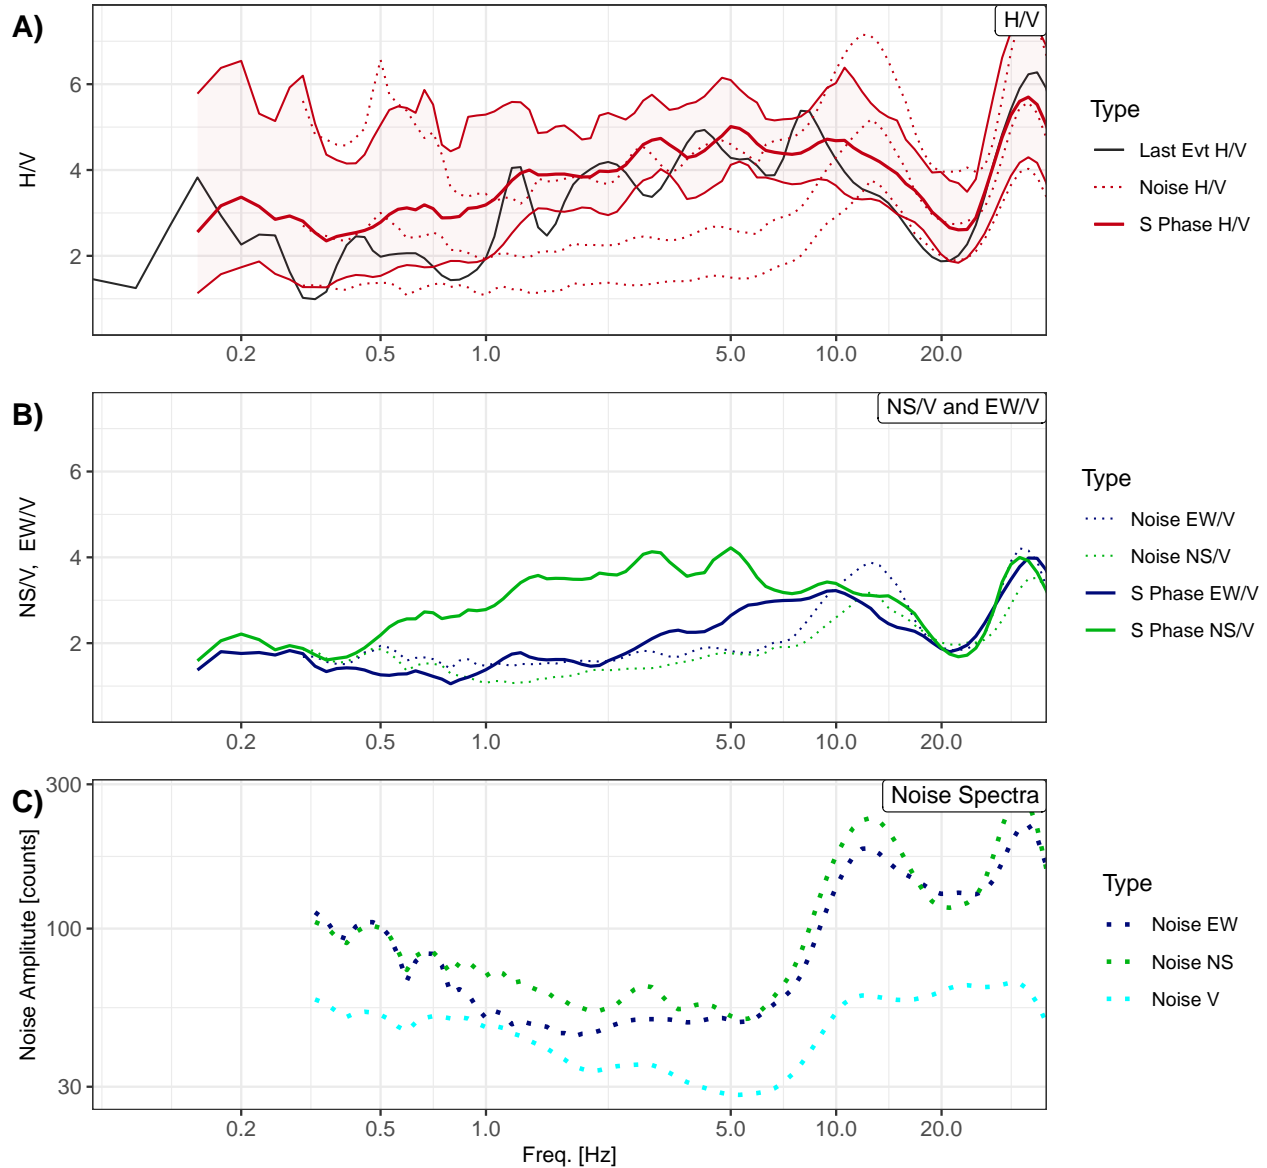 A)
H/V
6
4
2
H/V
0.2 0.5 1.0 5.0 10.0 20.0
Type
Last Evt H/V
Noise H/V
S Phase H/V
B)
NS/V and EW/V
6
4
2
NS/V, EW/V
0.2 0.5 1.0 5.0 10.0 20.0
Type
Noise EW/V
Noise NS/V
S Phase EW/V
S Phase NS/V
C)
Noise Spectra
300
100
30
Noise Amplitute [counts]
0.2 0.5 1.0 5.0 10.0 20.0
Freq. [Hz]
Type
Noise EW
Noise NS
Noise V